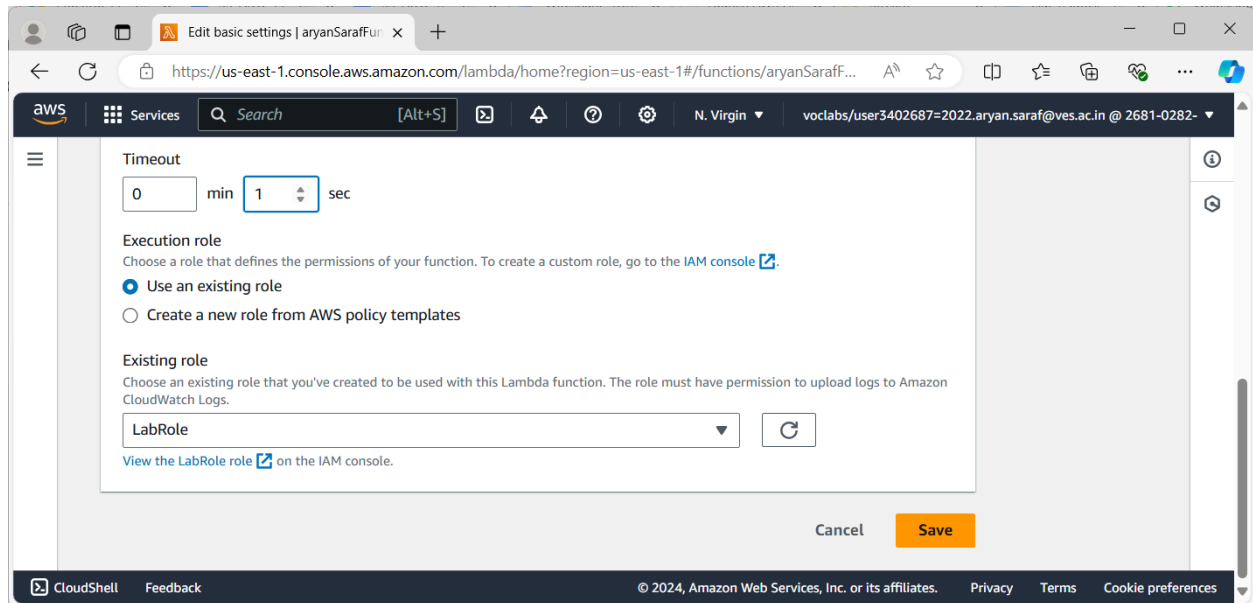 Edit basic settings | aryanSarafFun
https://us-east-1.console.aws.amazon.com/lambda/home?region=us-east-1#/functions/aryanSarafF...
aws
Services
Search [Alt+S]
N. Virgin
voclabs/user3402687=2022.aryan.saraf@ves.ac.in @ 2681-0282-
Timeout
0 min 1 sec
Execution role
Choose a role that defines the permissions of your function. To create a custom role, go to the IAM console.
Use an existing role
Create a new role from AWS policy templates
Existing role
Choose an existing role that you've created to be used with this Lambda function. The role must have permission to upload logs to Amazon
CloudWatch Logs.
LabRole
View the LabRole role on the IAM console.
Cancel Save
CloudShell Feedback © 2024, Amazon Web Services, Inc. or its affiliates. Privacy Terms Cookie preferences